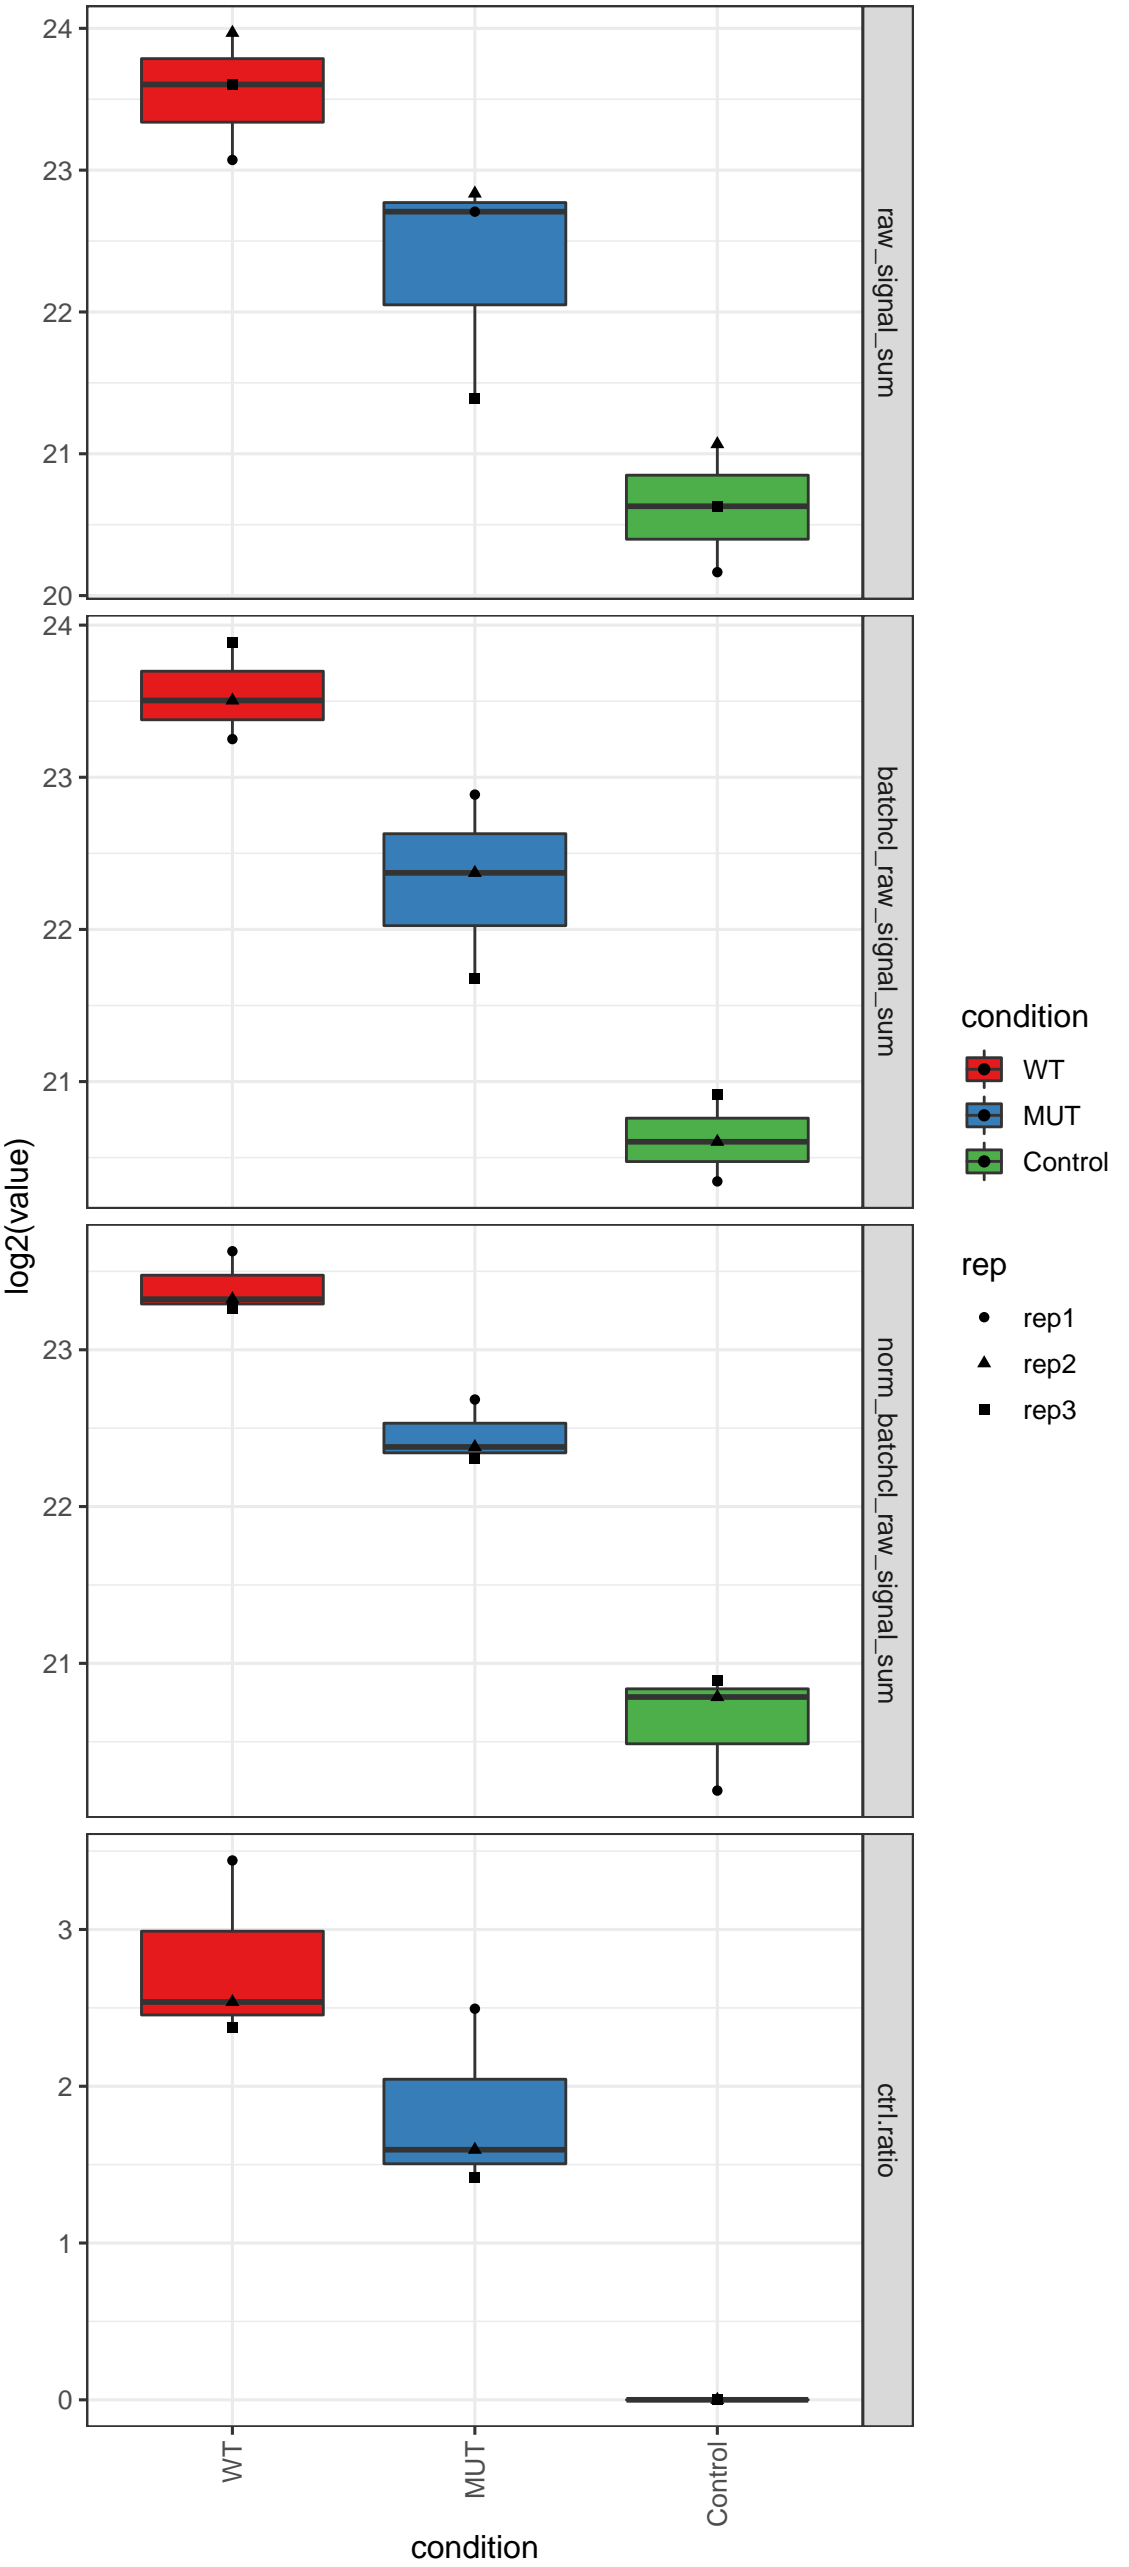 24
23
22
21
20
raw_signal_sum
24
23
22
21
batchcl_raw_signal_sum
23
22
21
norm_batchcl_raw_signal_sum
3
2
1
0
ctrl.ratio
log2(value)
WT
MUT
Control
condition
condition
WT
MUT
Control
rep
rep1
rep2
rep3